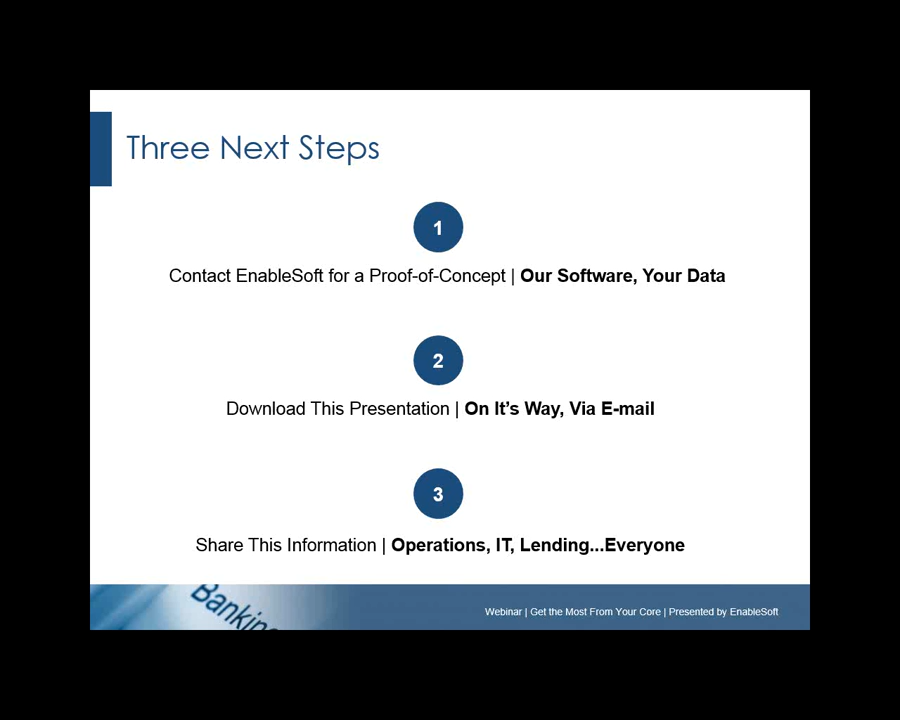 Three Next Steps
1
Contact EnableSoft for a Proof-of-Concept | Our Software, Your Data
2
Download This Presentation | On It’s Way, Via E-mail
3
Share This Information | Operations, IT, Lending...Everyone
Webinar | Get the Most From Your Core | Presented by EnableSoft